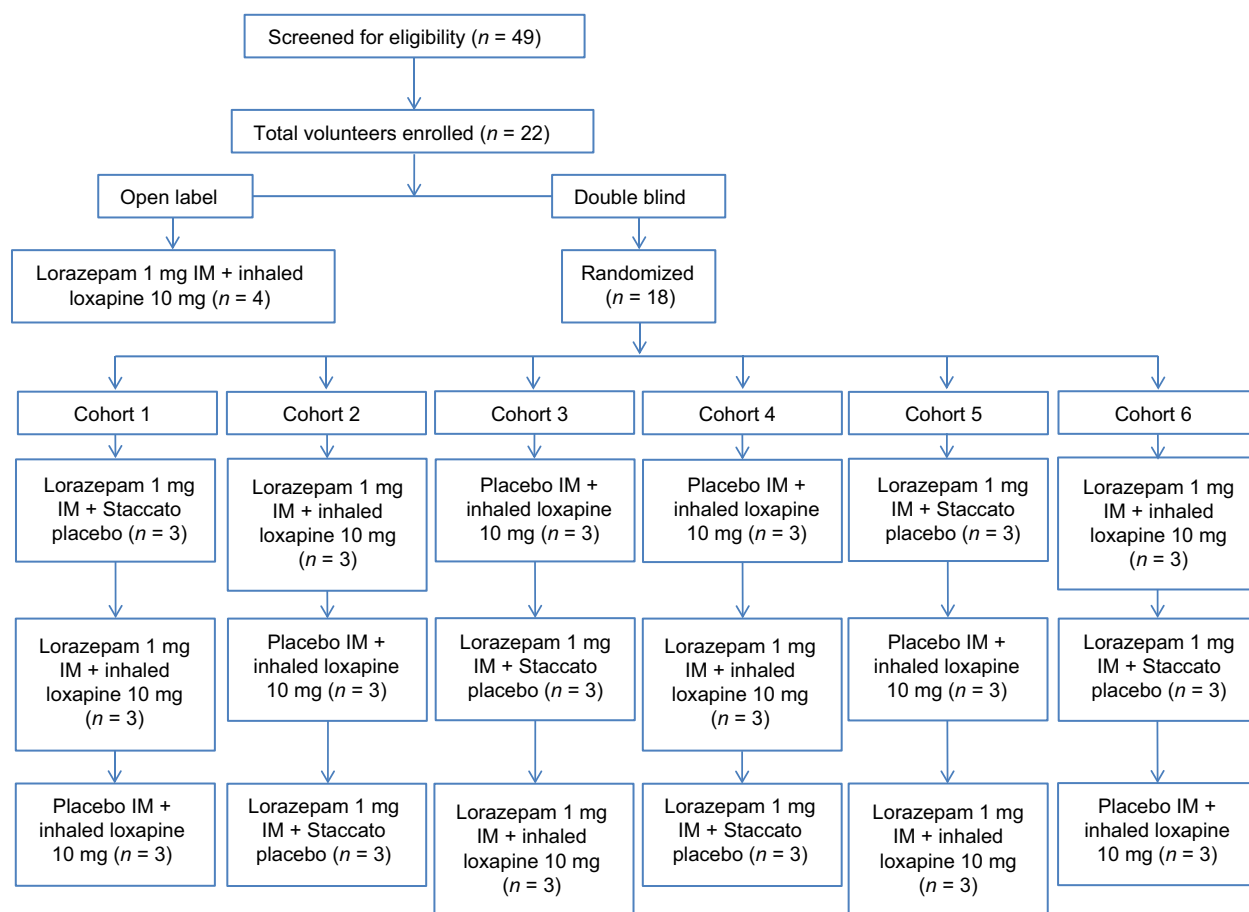 Screened for eligibility (n = 49)
Total volunteers enrolled (n = 22)
Open label
Double blind
Lorazepam 1 mg IM + inhaled
loxapine 10 mg (n = 4)
Randomized
(n = 18)
Cohort 1
Cohort 2
Cohort 3
Cohort 4
Cohort 5
Cohort 6
Lorazepam 1 mg
IM + Staccato
placebo (n = 3)
Lorazepam 1 mg
IM + inhaled
loxapine 10 mg
(n = 3)
Placebo IM +
inhaled loxapine
10 mg (n = 3)
Placebo IM +
inhaled loxapine
10 mg (n = 3)
Lorazepam 1 mg
IM + Staccato
placebo (n = 3)
Lorazepam 1 mg
IM + inhaled
loxapine 10 mg
(n = 3)
Lorazepam 1 mg
IM + inhaled
loxapine 10 mg
(n = 3)
Placebo IM +
inhaled loxapine
10 mg (n = 3)
Lorazepam 1 mg
IM + Staccato
placebo (n = 3)
Lorazepam 1 mg
IM + inhaled
loxapine 10 mg
(n = 3)
Placebo IM +
inhaled loxapine
10 mg (n = 3)
Lorazepam 1 mg
IM + Staccato
placebo (n = 3)
Placebo IM +
inhaled loxapine
10 mg (n = 3)
Lorazepam 1 mg
IM + Staccato
placebo (n = 3)
Lorazepam 1 mg
IM + inhaled
loxapine 10 mg
(n = 3)
Lorazepam 1 mg
IM + Staccato
placebo (n = 3)
Lorazepam 1 mg
IM + inhaled
loxapine 10 mg
(n = 3)
Placebo IM +
inhaled loxapine
10 mg (n = 3)